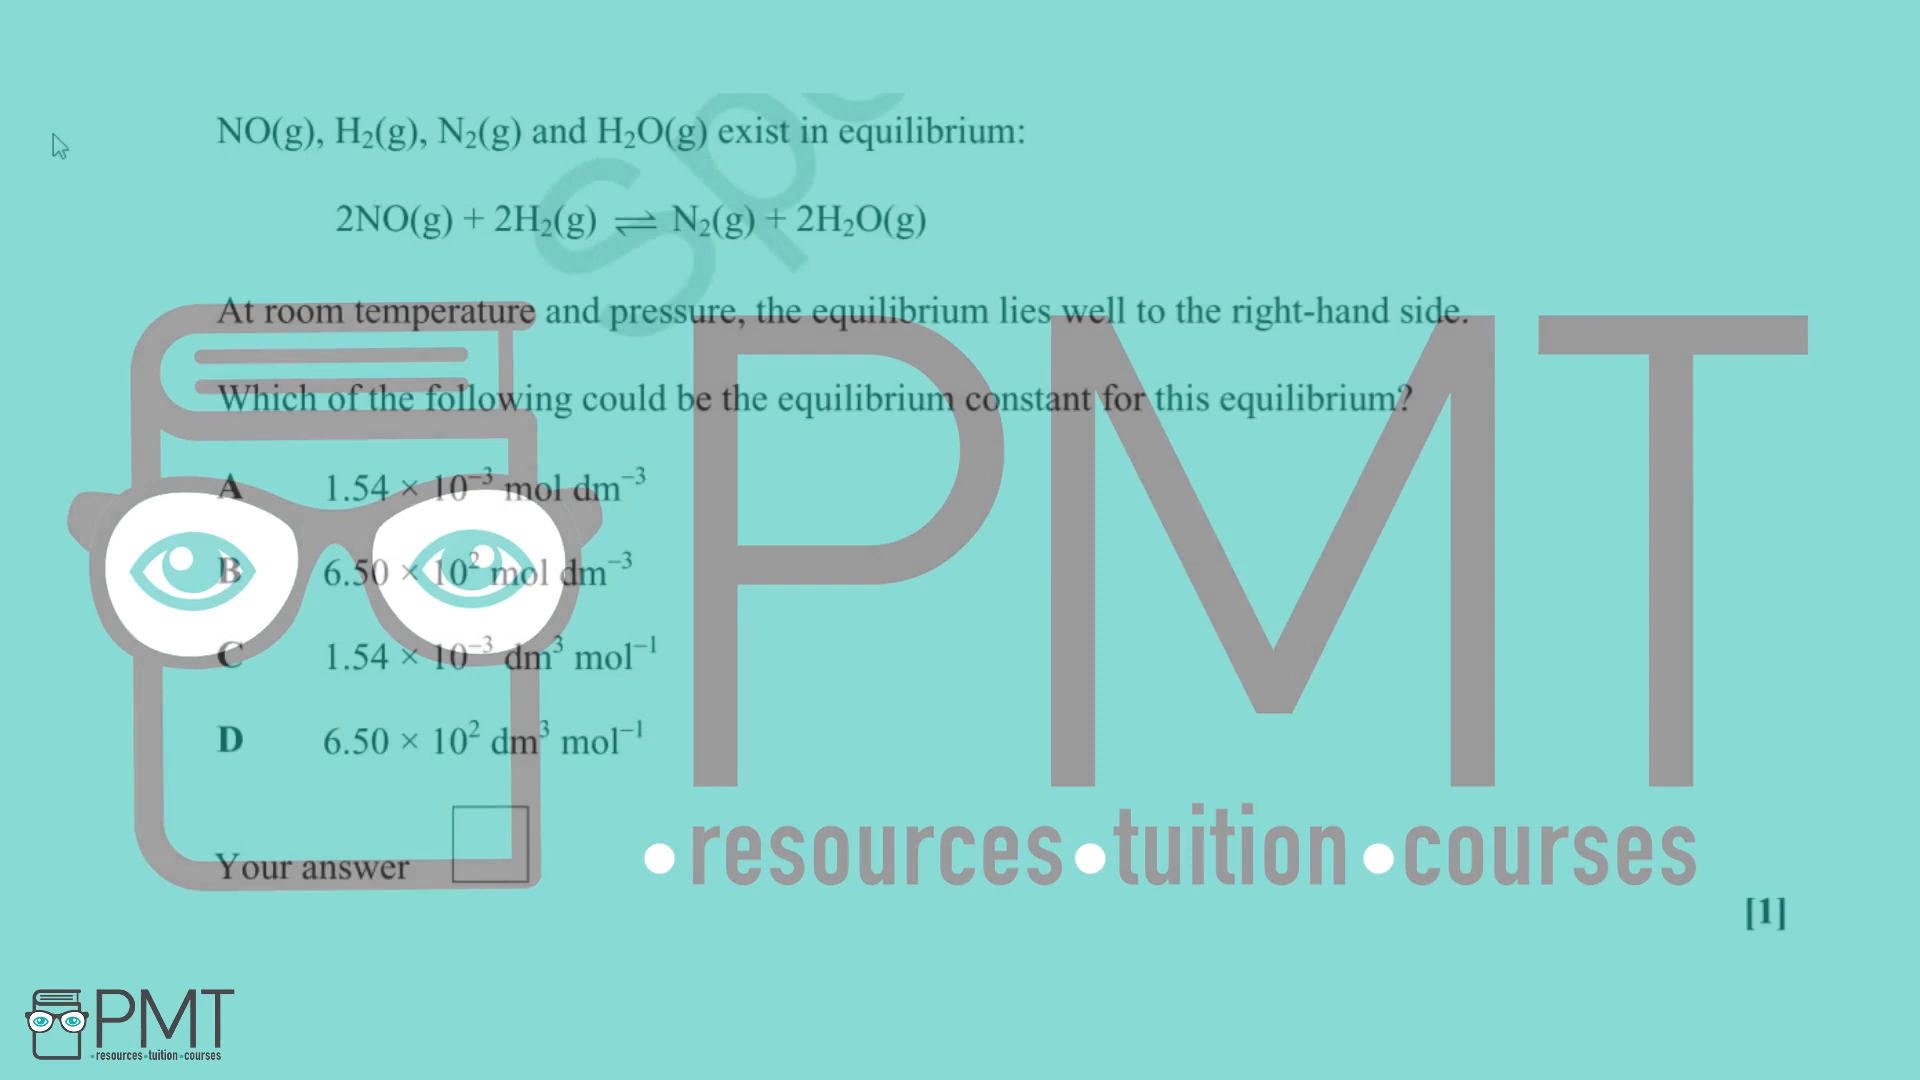 NO(g), H₂(g), N₂(g) and H₂O(g) exist in equilibrium:
2NO(g) + 2H₂(g) ⇌ N₂(g) + 2H₂O(g)
At room temperature and pressure, the equilibrium lies well to the right-hand side.
Which of the following could be the equilibrium constant for this equilibrium?
A 1.54 × 10⁻³ mol dm⁻³
B 6.50 × 10² mol dm⁻³
C 1.54 × 10⁻³ dm³ mol⁻¹
D 6.50 × 10² dm³ mol⁻¹
Your answer
[1]
PMT
•resources•tuition•courses
PMT
•resources•tuition•courses